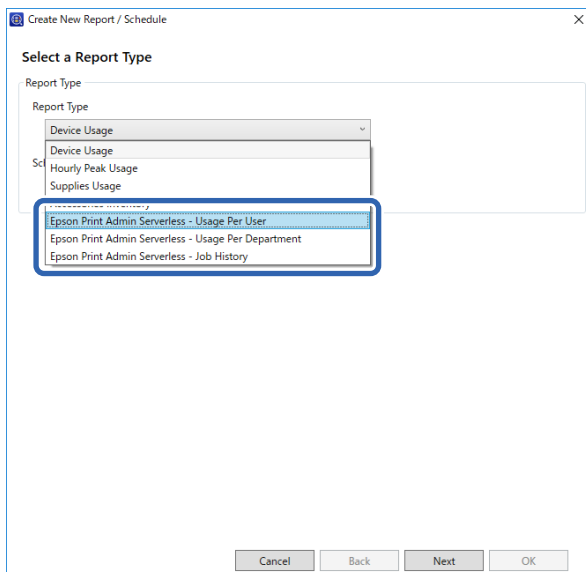 Create New Report / Schedule
Select a Report Type
Report Type
Report Type
Device Usage
Device Usage
Hourly Peak Usage
Supplies Usage
Epson Print Admin Serverless - Usage Per User
Epson Print Admin Serverless - Usage Per Department
Epson Print Admin Serverless - Job History
Cancel Back Next OK